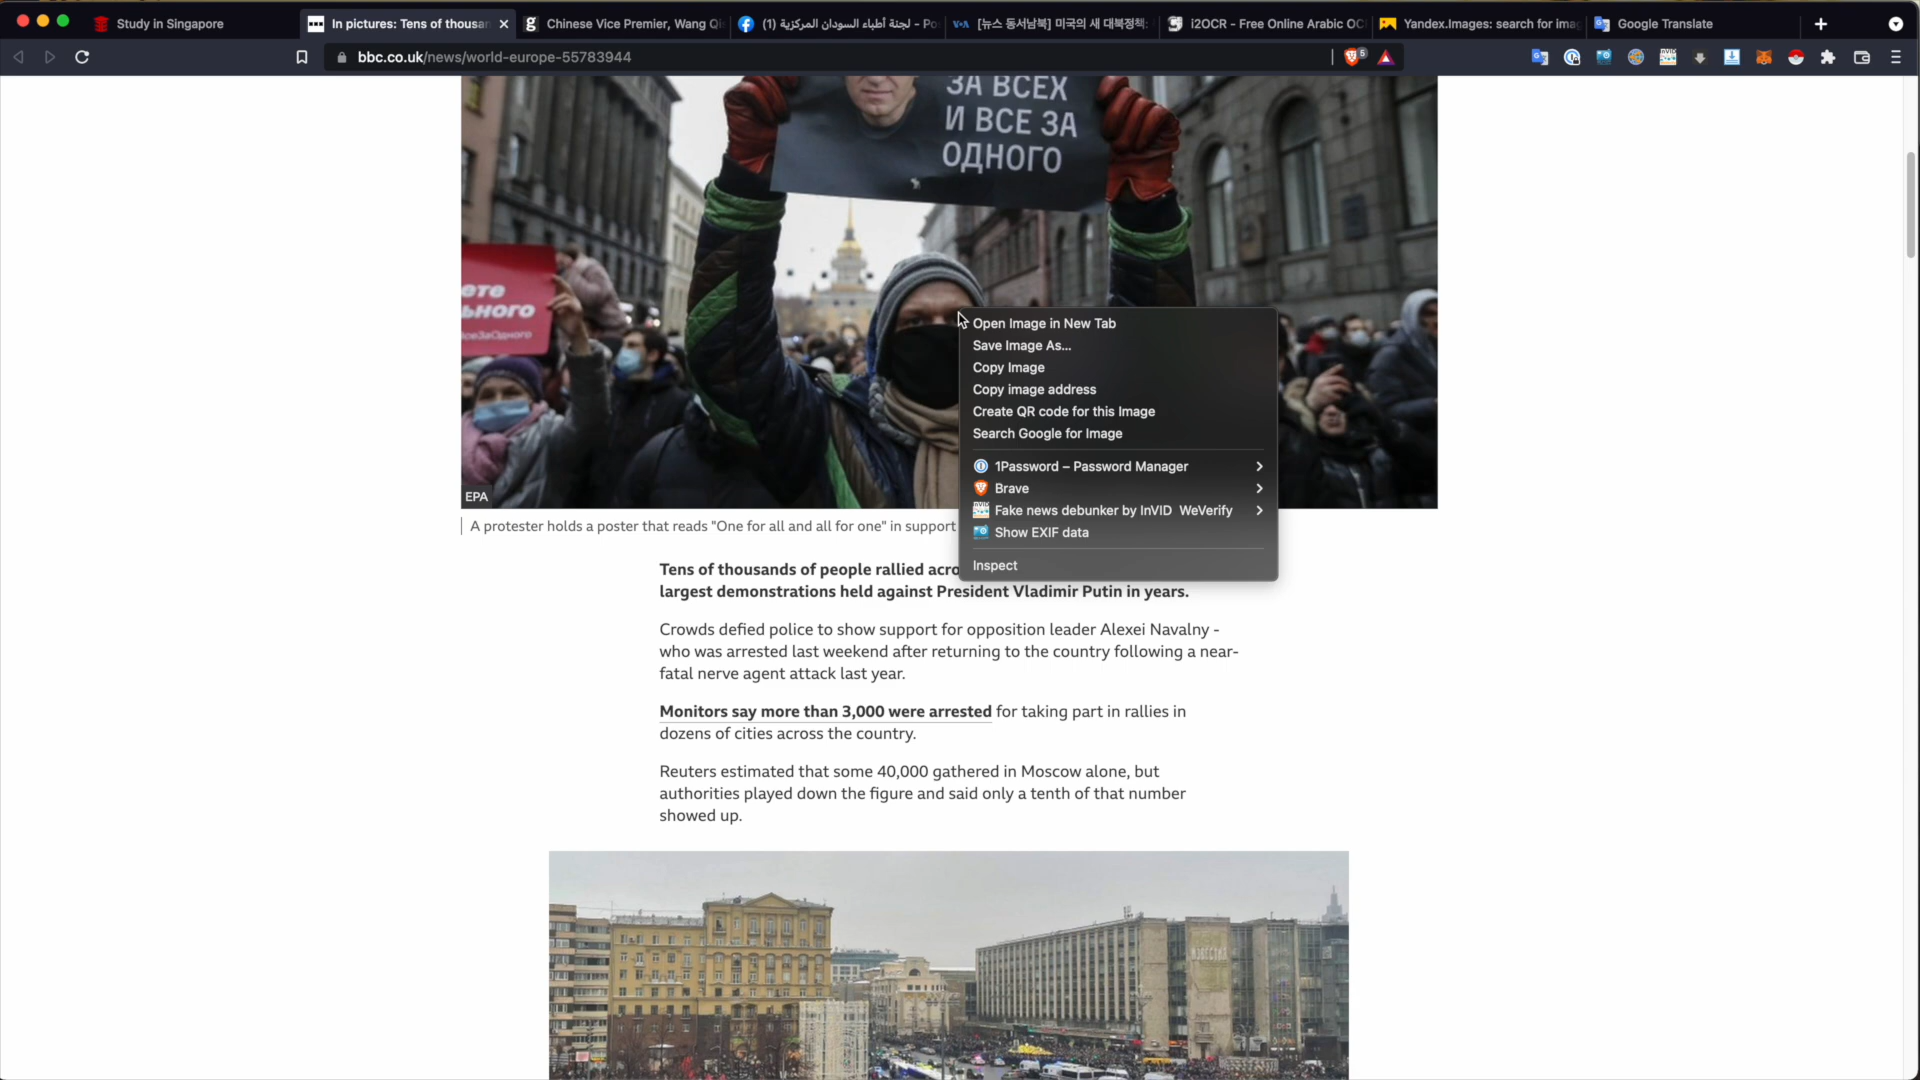 Study in Singapore
In pictures: Tens of thousan
Chinese Vice Premier, Wang Qi
(1) لجنة أطباء السودان المركزية - Po
[뉴스 동서남북] 미국의 새 대북정책:
i2OCR - Free Online Arabic OC
Yandex.Images: search for ima
Google Translate
bbc.co.uk/news/world-europe-55783944
5
ЗА ВСЕХ
И ВСЕ ЗА
ОДНОГО
ете
ьного
ВсеЗаОдного
EPA
Open Image in New Tab
Save Image As...
Copy Image
Copy image address
Create QR code for this Image
Search Google for Image
1Password – Password Manager
Brave
Fake news debunker by InVID WeVerify
Show EXIF data
Inspect
A protester holds a poster that reads "One for all and all for one" in support
Tens of thousands of people rallied acro
largest demonstrations held against President Vladimir Putin in years.
Crowds defied police to show support for opposition leader Alexei Navalny -
who was arrested last weekend after returning to the country following a near-
fatal nerve agent attack last year.
Monitors say more than 3,000 were arrested for taking part in rallies in
dozens of cities across the country.
Reuters estimated that some 40,000 gathered in Moscow alone, but
authorities played down the figure and said only a tenth of that number
showed up.
ИЗВЕСТИЯ